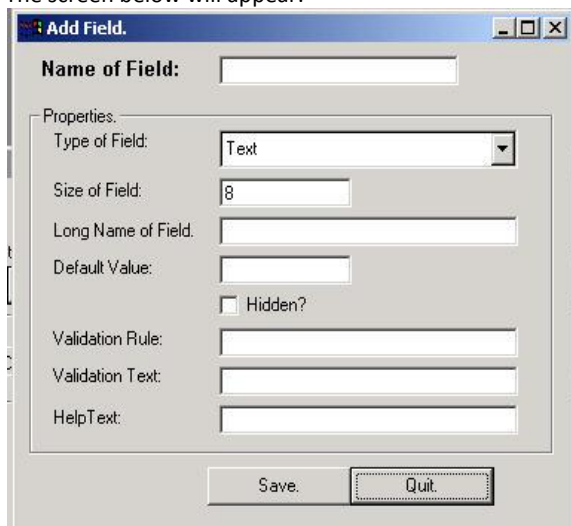 The screen below will appear.
Add Field.
Name of Field:
Properties.
Type of Field:
Text
Size of Field:
8
Long Name of Field.
Default Value:
Hidden?
Validation Rule:
Validation Text:
HelpText:
Save.
Quit.